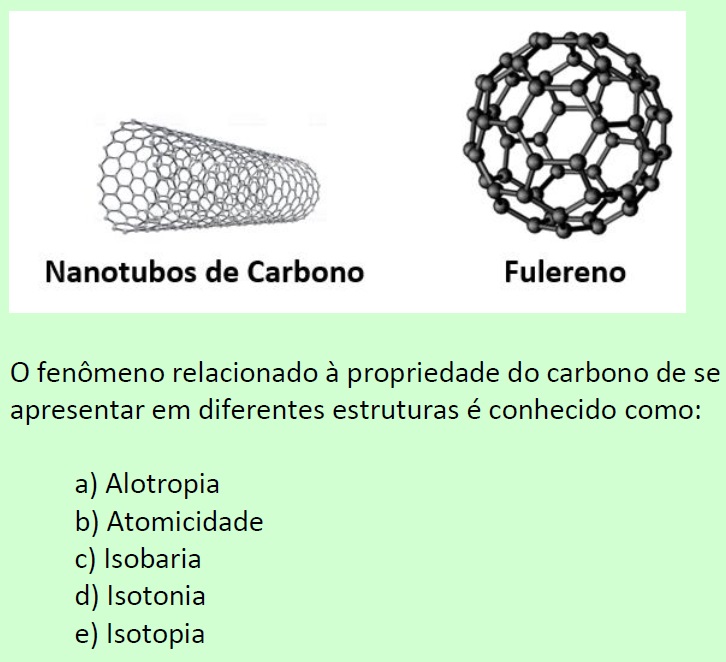 Nanotubos de Carbono
Fulereno
O fenômeno relacionado à propriedade do carbono de se
apresentar em diferentes estruturas é conhecido como:
a) Alotropia
b) Atomicidade
c) Isobaria
d) Isotonia
e) Isotopia